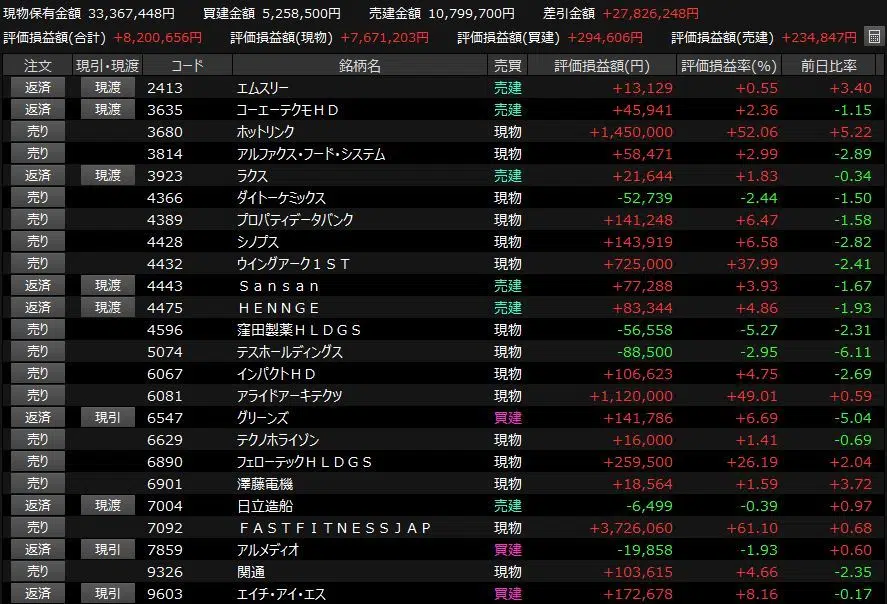 現物保有金額 33,367,448円 買建金額 5,258,500円 売建金額 10,799,700円 差引金額 +27,826,248円
評価損益額(合計) +8,200,656円 評価損益額(現物) +7,671,203円 評価損益額(買建) +294,606円 評価損益額(売建) +234,847円
注文 現引・現渡 コード 銘柄名 売買 評価損益額(円) 評価損益率(%) 前日比率
返済 現渡 2413 エムスリー 売建 +13,129 +0.55 +3.40
返済 現渡 3635 コーエーテクモＨＤ 売建 +45,941 +2.36 -1.15
売り 3680 ホットリンク 現物 +1,450,000 +52.06 +5.22
売り 3814 アルファクス・フード・システム 現物 +58,471 +2.99 -2.89
返済 現渡 3923 ラクス 売建 +21,644 +1.83 -0.34
売り 4366 ダイトーケミックス 現物 -52,739 -2.44 -1.50
売り 4389 プロパティデータバンク 現物 +141,248 +6.47 -1.58
売り 4428 シノプス 現物 +143,919 +6.58 -2.82
売り 4432 ウイングアーク１ＳＴ 現物 +725,000 +37.99 -2.41
返済 現渡 4443 Ｓａｎｓａｎ 売建 +77,288 +3.93 -1.67
返済 現渡 4475 ＨＥＮＮＧＥ 売建 +83,344 +4.86 -1.93
売り 4596 窪田製薬ＨＬＤＧＳ 現物 -56,558 -5.27 -2.31
売り 5074 テスホールディングス 現物 -88,500 -2.95 -6.11
売り 6067 インパクトＨＤ 現物 +106,623 +4.75 -2.69
売り 6081 アライドアーキテクツ 現物 +1,120,000 +49.01 +0.59
返済 現引 6547 グリーンズ 買建 +141,786 +6.69 -5.04
売り 6629 テクノホライゾン 現物 +16,000 +1.41 -0.69
売り 6890 フェローテックＨＬＤＧＳ 現物 +259,500 +26.19 +2.04
売り 6901 澤藤電機 現物 +18,564 +1.59 +3.72
返済 現渡 7004 日立造船 売建 -6,499 -0.39 +0.97
売り 7092 ＦＡＳＴＦＩＴＮＥＳＳＪＡＰ 現物 +3,726,060 +61.10 +0.68
返済 現引 7859 アルメディオ 買建 -19,858 -1.93 +0.60
売り 9326 関通 現物 +103,615 +4.66 -2.35
返済 現引 9603 エイチ・アイ・エス 買建 +172,678 +8.16 -0.17